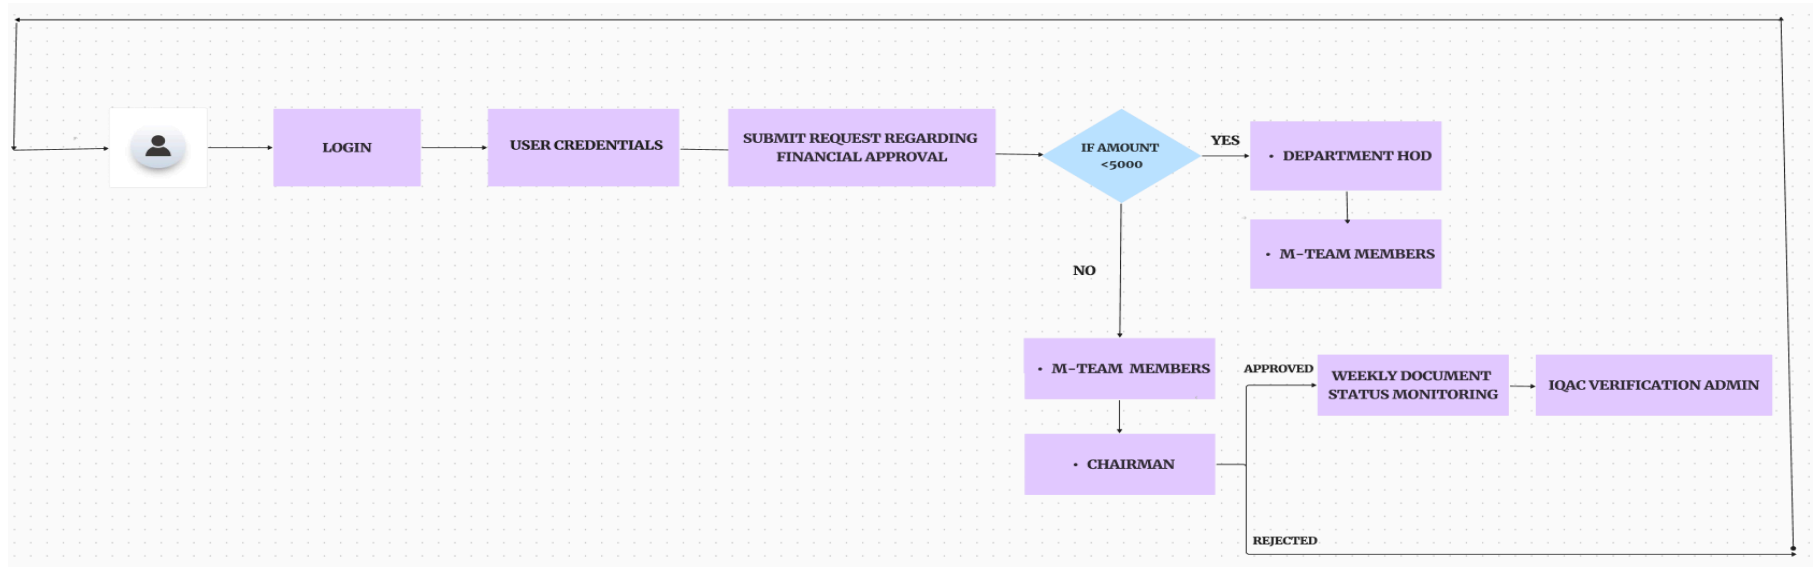 LOGIN
USER CREDENTIALS
SUBMIT REQUEST REGARDING
FINANCIAL APPROVAL
IF AMOUNT
<5000
YES
• DEPARTMENT HOD
• M-TEAM MEMBERS
NO
• M-TEAM MEMBERS
• CHAIRMAN
APPROVED
WEEKLY DOCUMENT
STATUS MONITORING
IQAC VERIFICATION ADMIN
REJECTED